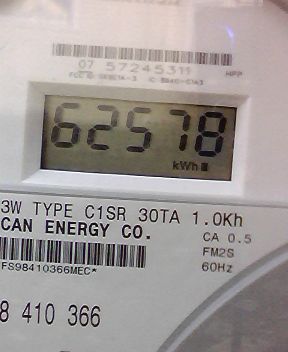 07 57245311
HPP
62578
kWh
3W TYPE C1SR 30TA 1.0Kh
CAN ENERGY CO.
CA 0.5
FM2S
60Hz
FS98410366MEC*
8 410 366